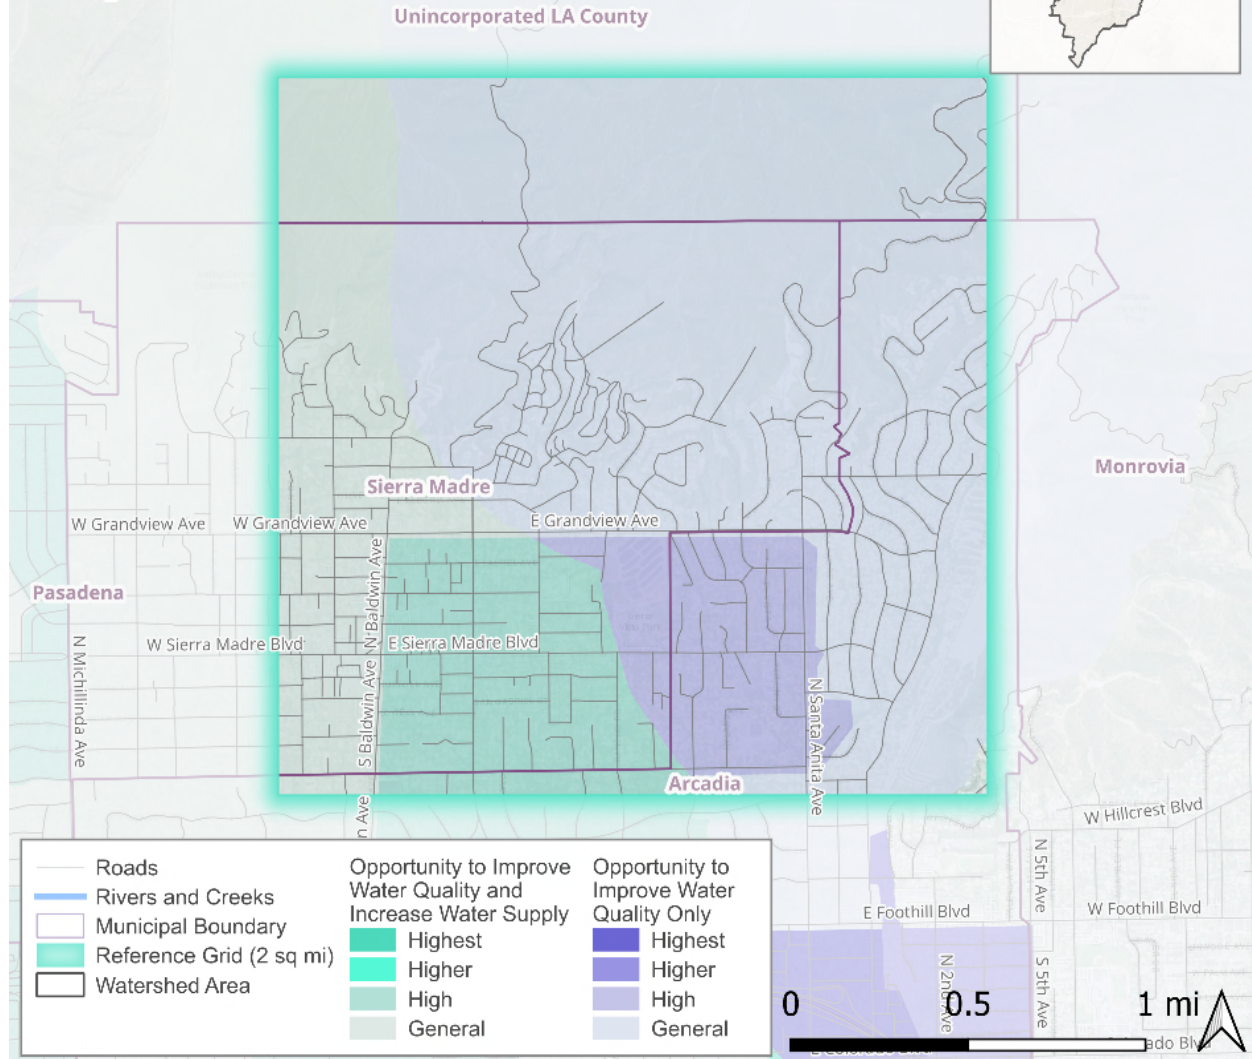 Unincorporated LA County
Monrovia
Sierra Madre
W Grandview Ave
W Grandview Ave
E Grandview Ave
Pasadena
N Baldwin Ave
W Sierra Madre Blvd
E Sierra Madre Blvd
N Michillinda Ave
S Baldwin Ave
N Santa Anita Ave
Arcadia
n Ave
W Hillcrest Blvd
N 5th Ave
E Foothill Blvd
W Foothill Blvd
N 2nd Ave
S 5th Ave
E Colorado Blvd
Roads
Rivers and Creeks
Municipal Boundary
Reference Grid (2 sq mi)
Watershed Area
Opportunity to Improve
Water Quality and
Increase Water Supply
Highest
Higher
High
General
Opportunity to
Improve Water
Quality Only
Highest
Higher
High
General
0
0.5
1 mi